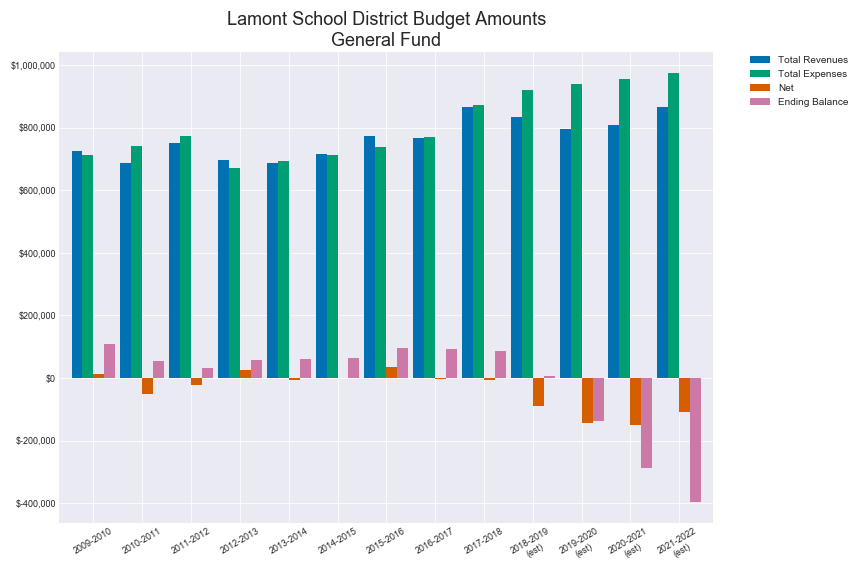 Lamont School District Budget Amounts
General Fund
Total Revenues
Total Expenses
Net
Ending Balance
$1,000,000
$800,000
$600,000
$400,000
$200,000
$0
$-200,000
$-400,000
2009-2010
2010-2011
2011-2012
2012-2013
2013-2014
2014-2015
2015-2016
2016-2017
2017-2018
2018-2019
(est)
2019-2020
(est)
2020-2021
(est)
2021-2022
(est)